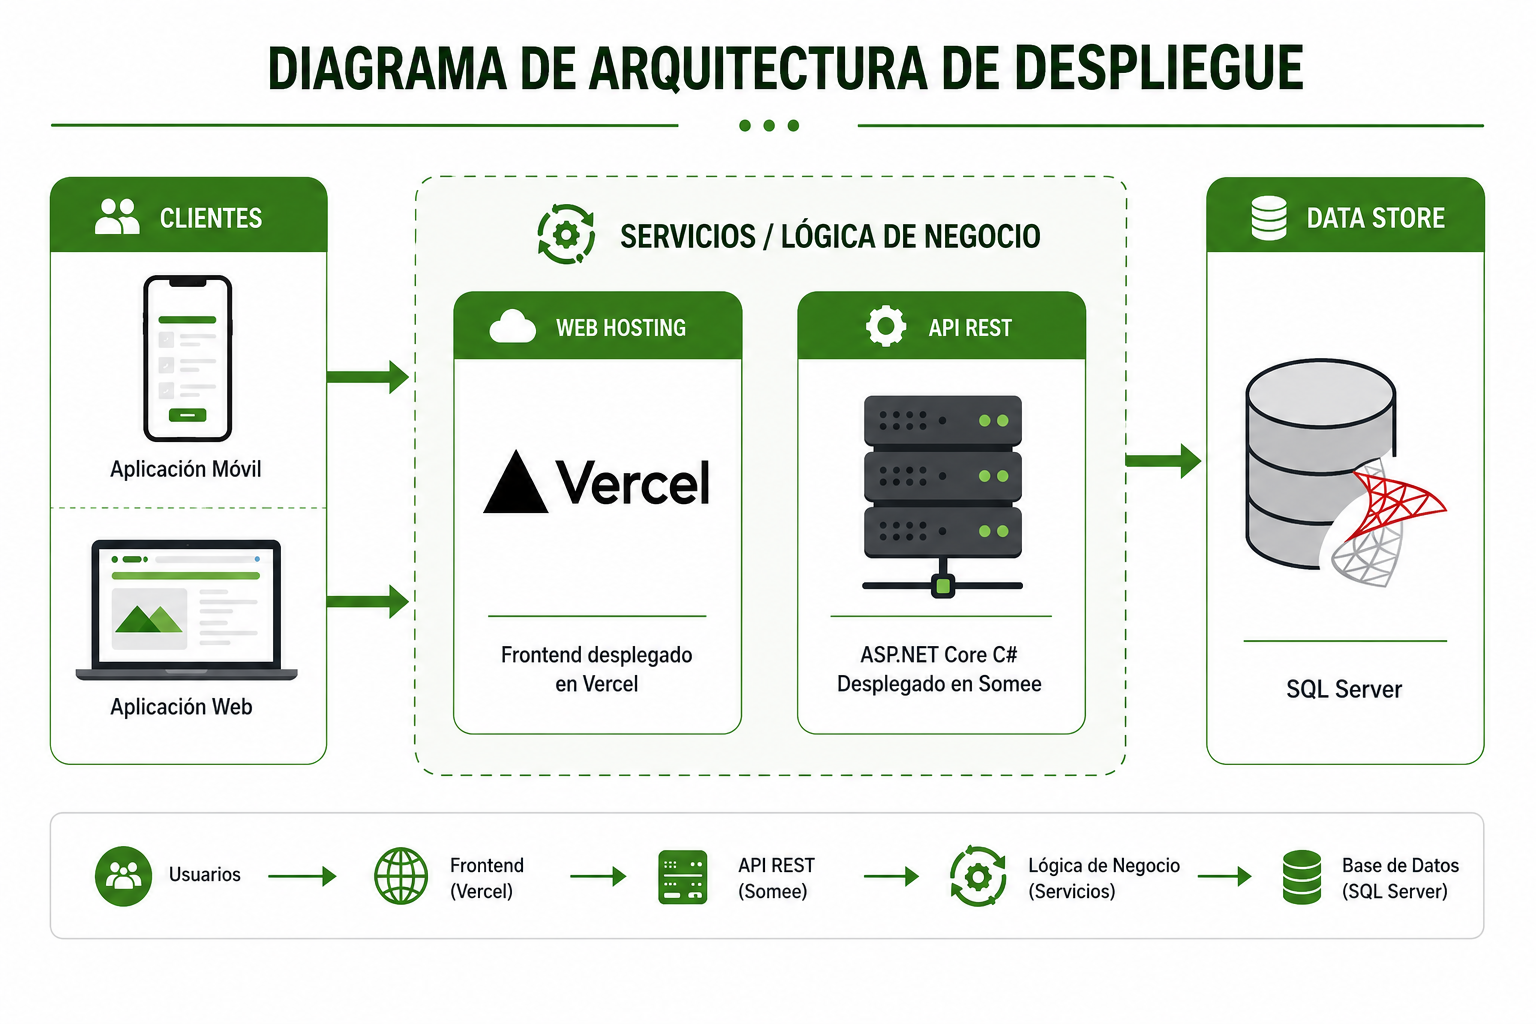 DIAGRAMA DE ARQUITECTURA DE DESPLIEGUE
CLIENTES
Aplicación Móvil
Aplicación Web
SERVICIOS / LÓGICA DE NEGOCIO
WEB HOSTING
Vercel
Frontend desplegado
en Vercel
API REST
ASP.NET Core C#
Desplegado en Somee
DATA STORE
SQL Server
Usuarios
Frontend
(Vercel)
API REST
(Somee)
Lógica de Negocio
(Servicios)
Base de Datos
(SQL Server)